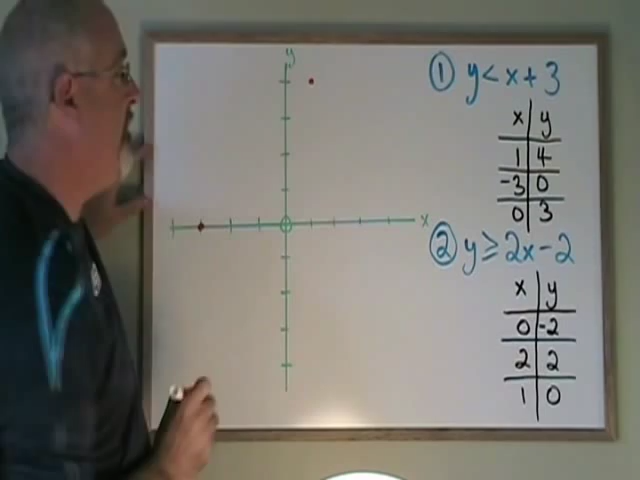 y
x
① y < x + 3
x y
1 4
-3 0
0 3
② y ≥ 2x - 2
x y
0 -2
2 2
1 0